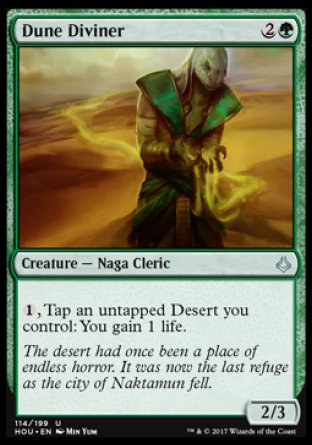 Dune Diviner 2
Creature — Naga Cleric
1, Tap an untapped Desert you
control: You gain 1 life.
The desert had once been a place of
endless horror. It was now the last refuge
as the city of Naktamun fell.
2/3
114/199 U
HOU • EN Min Yum
™ & © 2017 Wizards of the Coast